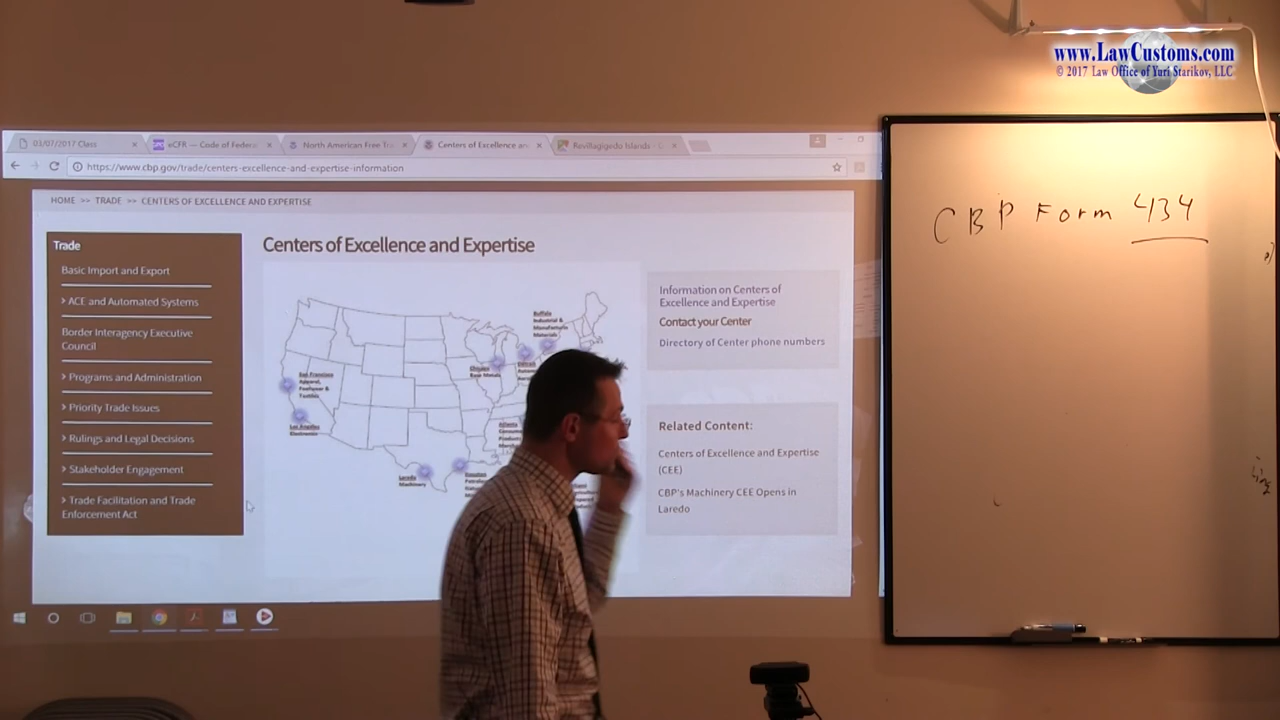 www.LawCustoms.com
© 2017 Law Office of Yuri Starikov, LLC
03/07/2017 Class
eCFR — Code of Federa
North American Free Tra
Centers of Excellence an
Revillagigedo Islands -
https://www.cbp.gov/trade/centers-excellence-and-expertise-information
HOME >> TRADE >> CENTERS OF EXCELLENCE AND EXPERTISE
Trade
Basic Import and Export
> ACE and Automated Systems
Border Interagency Executive
Council
> Programs and Administration
> Priority Trade Issues
> Rulings and Legal Decisions
> Stakeholder Engagement
> Trade Facilitation and Trade
Enforcement Act
Centers of Excellence and Expertise
Buffalo
Industrial &
Manufacturing
Materials
Chicago
Base Metals
Detroit
San Francisco
Apparel,
Footwear &
Textiles
Los Angeles
Electronics
Atlanta
Laredo
Machinery
Houston
Information on Centers of
Excellence and Expertise
Contact your Center
Directory of Center phone numbers
Related Content:
Centers of Excellence and Expertise
(CEE)
CBP's Machinery CEE Opens in
Laredo
CBP Form 434